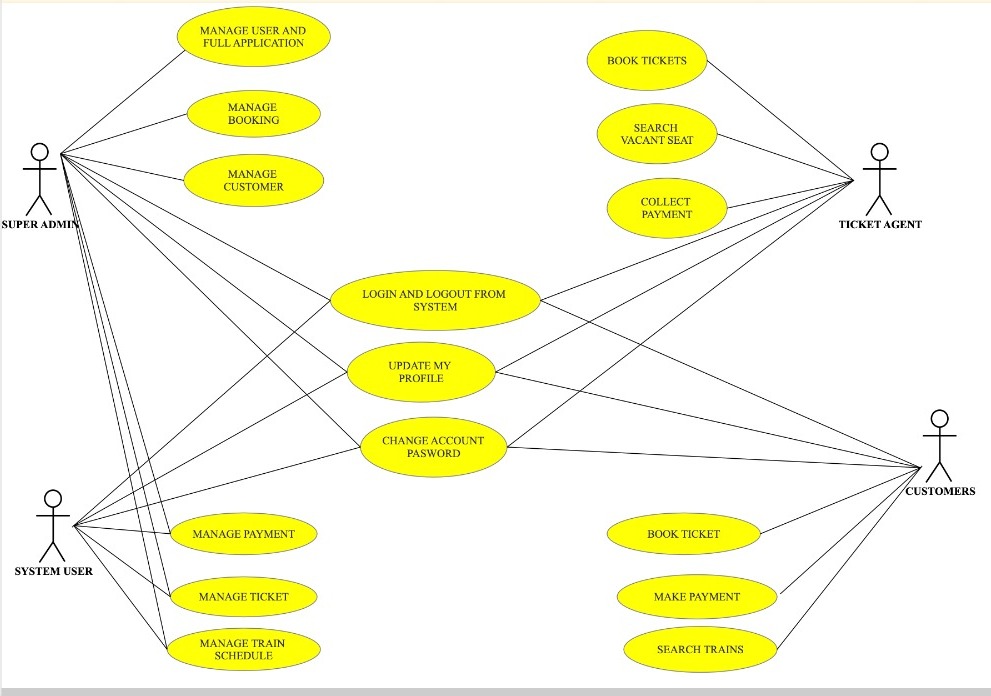 MANAGE USER AND
FULL APPLICATION
BOOK TICKETS
MANAGE
BOOKING
SEARCH
VACANT SEAT
MANAGE
CUSTOMER
COLLECT
PAYMENT
SUPER ADMIN
TICKET AGENT
LOGIN AND LOGOUT FROM
SYSTEM
UPDATE MY
PROFILE
CHANGE ACCOUNT
PASWORD
CUSTOMERS
MANAGE PAYMENT
BOOK TICKET
SYSTEM USER
MANAGE TICKET
MAKE PAYMENT
MANAGE TRAIN
SCHEDULE
SEARCH TRAINS